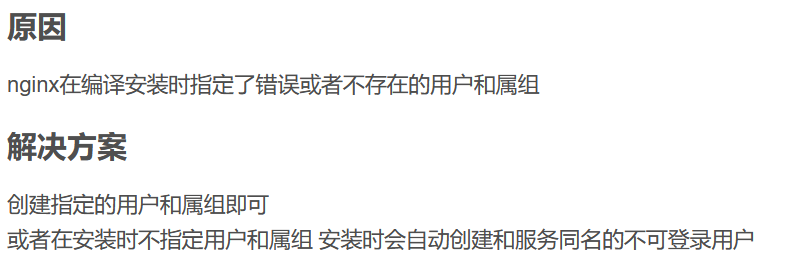 原因
nginx在编译安装时指定了错误或者不存在的用户和属组
解决方案
创建指定的用户和属组即可
或者在安装时不指定用户和属组 安装时会自动创建和服务同名的不可登录用户